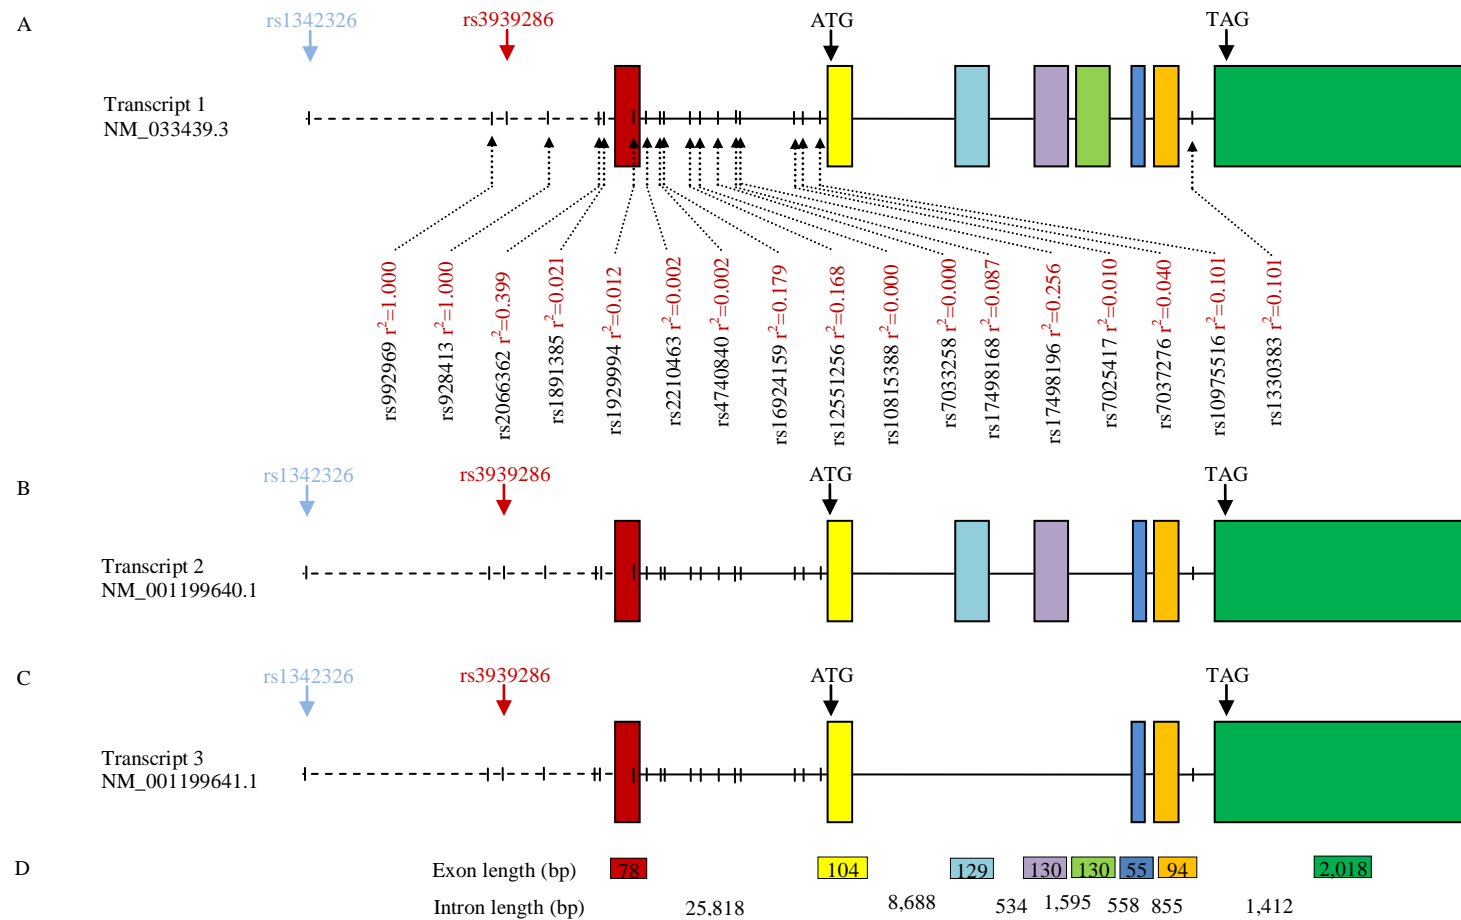 A
rs1342326
rs3939286
ATG
TAG
Transcript 1
NM_033439.3
rs992969 r²=1.000
rs928413 r²=1.000
rs2066362 r²=0.399
rs1891385 r²=0.021
rs1929994 r²=0.012
rs2210463 r²=0.002
rs4740840 r²=0.002
rs16924159 r²=0.179
rs12551256 r²=0.168
rs10815388 r²=0.000
rs7033258 r²=0.000
rs17498168 r²=0.087
rs17498196 r²=0.256
rs7025417 r²=0.010
rs7037276 r²=0.040
rs10975516 r²=0.101
rs1330383 r²=0.101
B
rs1342326
rs3939286
ATG
TAG
Transcript 2
NM_001199640.1
C
rs1342326
rs3939286
ATG
TAG
Transcript 3
NM_001199641.1
D
Exon length (bp) 78 104 129 130 130 55 94 2,018
Intron length (bp) 25,818 8,688 534 1,595 558 855 1,412